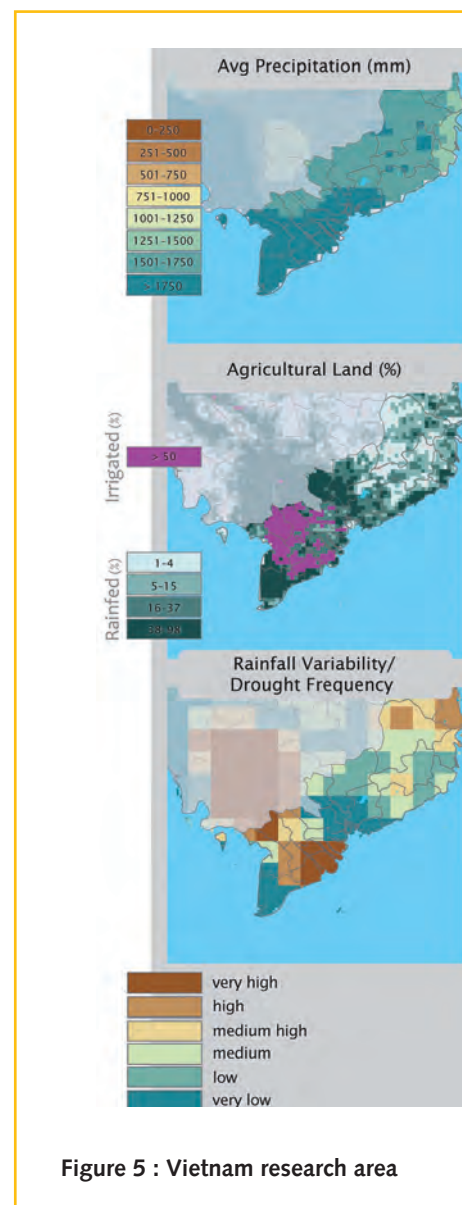 Avg Precipitation (mm)
0-250
251-500
501-750
751-1000
1001-1250
1251-1500
1501-1750
> 1750
Agricultural Land (%)
Irrigated (%)
> 50
Rainfed (%)
1-4
5-15
16-37
38-98
Rainfall Variability/
Drought Frequency
very high
high
medium high
medium
low
very low
Figure 5 : Vietnam research area